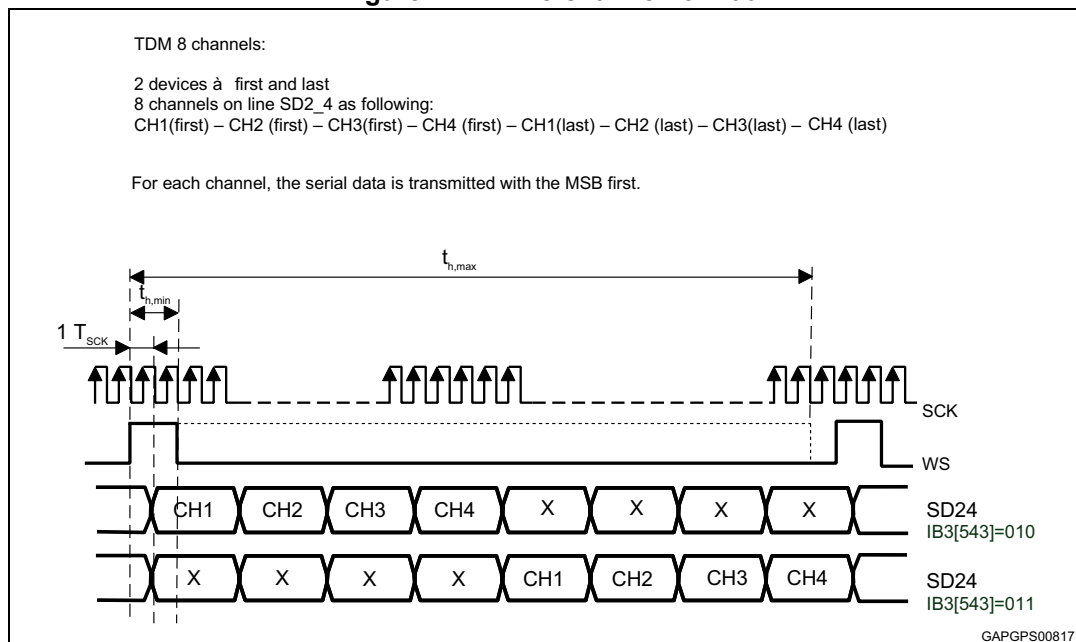 TDM 8 channels:
2 devices à first and last
8 channels on line SD2_4 as following:
CH1(first) – CH2 (first) – CH3(first) – CH4 (first) – CH1(last) – CH2 (last) – CH3(last) – CH4 (last)
For each channel, the serial data is transmitted with the MSB first.
th,max
th,min
1 TSCK
SCK
WS
CH1 CH2 CH3 CH4 X X X X SD24
IB3[543]=010
X X X X CH1 CH2 CH3 CH4 SD24
IB3[543]=011
GAPGPS00817